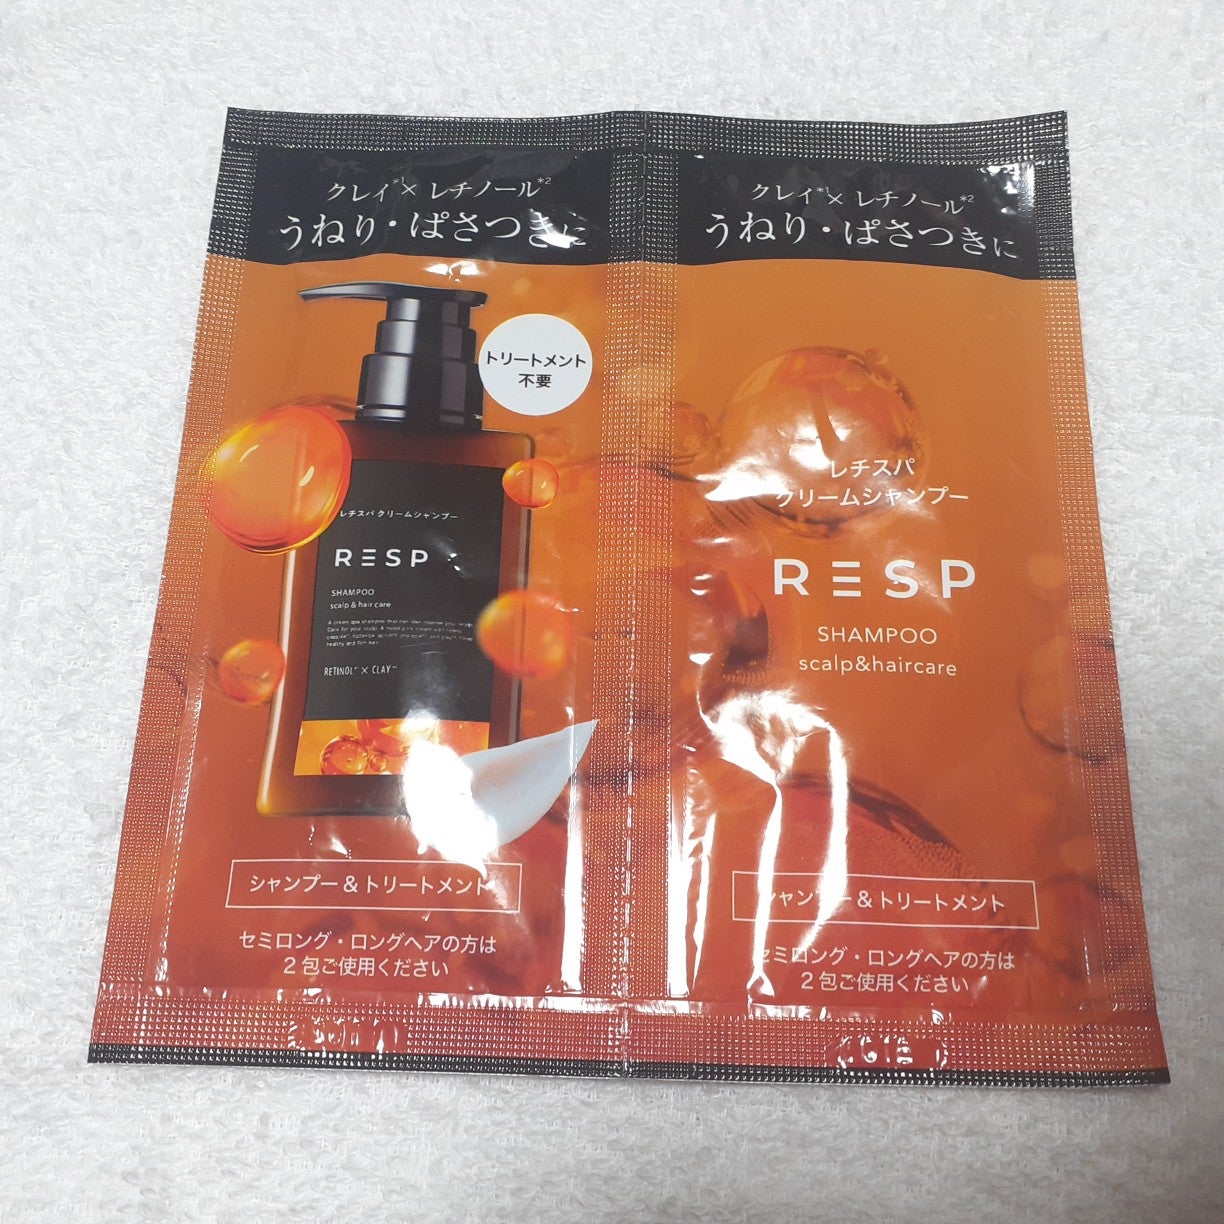 クレイ*1 × レチノール*2
うねり・ぱさつきに
トリートメント
不要
レチスパ クリームシャンプー
RESP
SHAMPOO
scalp & hair care
RETINOL × CLAY
シャンプー&トリートメント
セミロング・ロングヘアの方は
2包ご使用ください
クレイ*1 × レチノール*2
うねり・ぱさつきに
レチスパ
クリームシャンプー
RESP
SHAMPOO
scalp&haircare
シャンプー&トリートメント
セミロング・ロングヘアの方は
2包ご使用ください